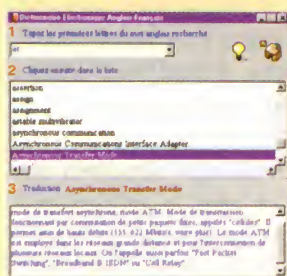 Dictionnaire Electronique Anglais Français
1 Tapez les premières lettres du mot anglais recherché
2 Cliquez ensuite dans la liste
assertion
assign
assignment
astable multivibrator
asynchronous communication
Asynchronous Communications Interface Adapter
Asynchronous Transfer Mode
3 Traduction Asynchronous Transfer Mode
mode de transfert asynchrone, mode ATM. Mode de transmission
fonctionnant par commutation de petits paquets fixes, appelés "cellules". Il
permet ainsi de hauts débits (155, 622 Mbits/s, voire plus). Le mode ATM
est employé dans les réseaux grande distance et pour l'interconnexion de
plusieurs réseaux locaux. On l'appelle aussi parfois "Fast Packet
Switching", "Broadband B-ISDN" ou "Cell Relay"